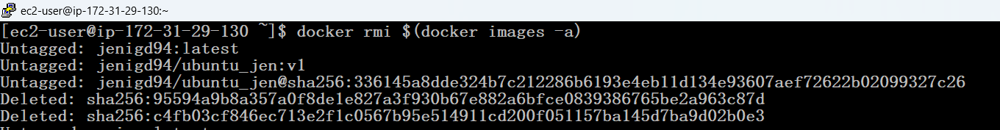 ec2-user@ip-172-31-29-130:~
[ec2-user@ip-172-31-29-130 ~]$ docker rmi $(docker images -a)
Untagged: jenigd94:latest
Untagged: jenigd94/ubuntu_jen:v1
Untagged: jenigd94/ubuntu_jen@sha256:336145a8dde324b7c212286b6193e4eb11d134e93607aef72622b02099327c26
Deleted: sha256:95594a9b8a357a0f8de1e827a3f930b67e882a6bfce0839386765be2a963c87d
Deleted: sha256:c4fb03cf846ec713e2f1c0567b95e514911cd200f051157ba145d7ba9d02b0e3